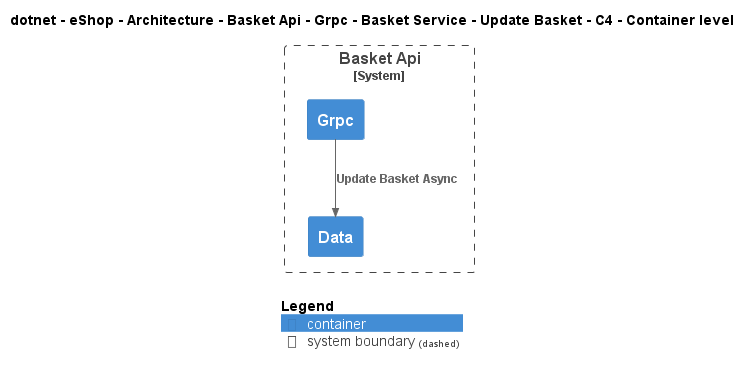 dotnet - eShop - Architecture - Basket Api - Grpc - Basket Service - Update Basket - C4 - Container level
Basket Api
[System]
Grpc
Update Basket Async
Data
Legend
container
system boundary (dashed)